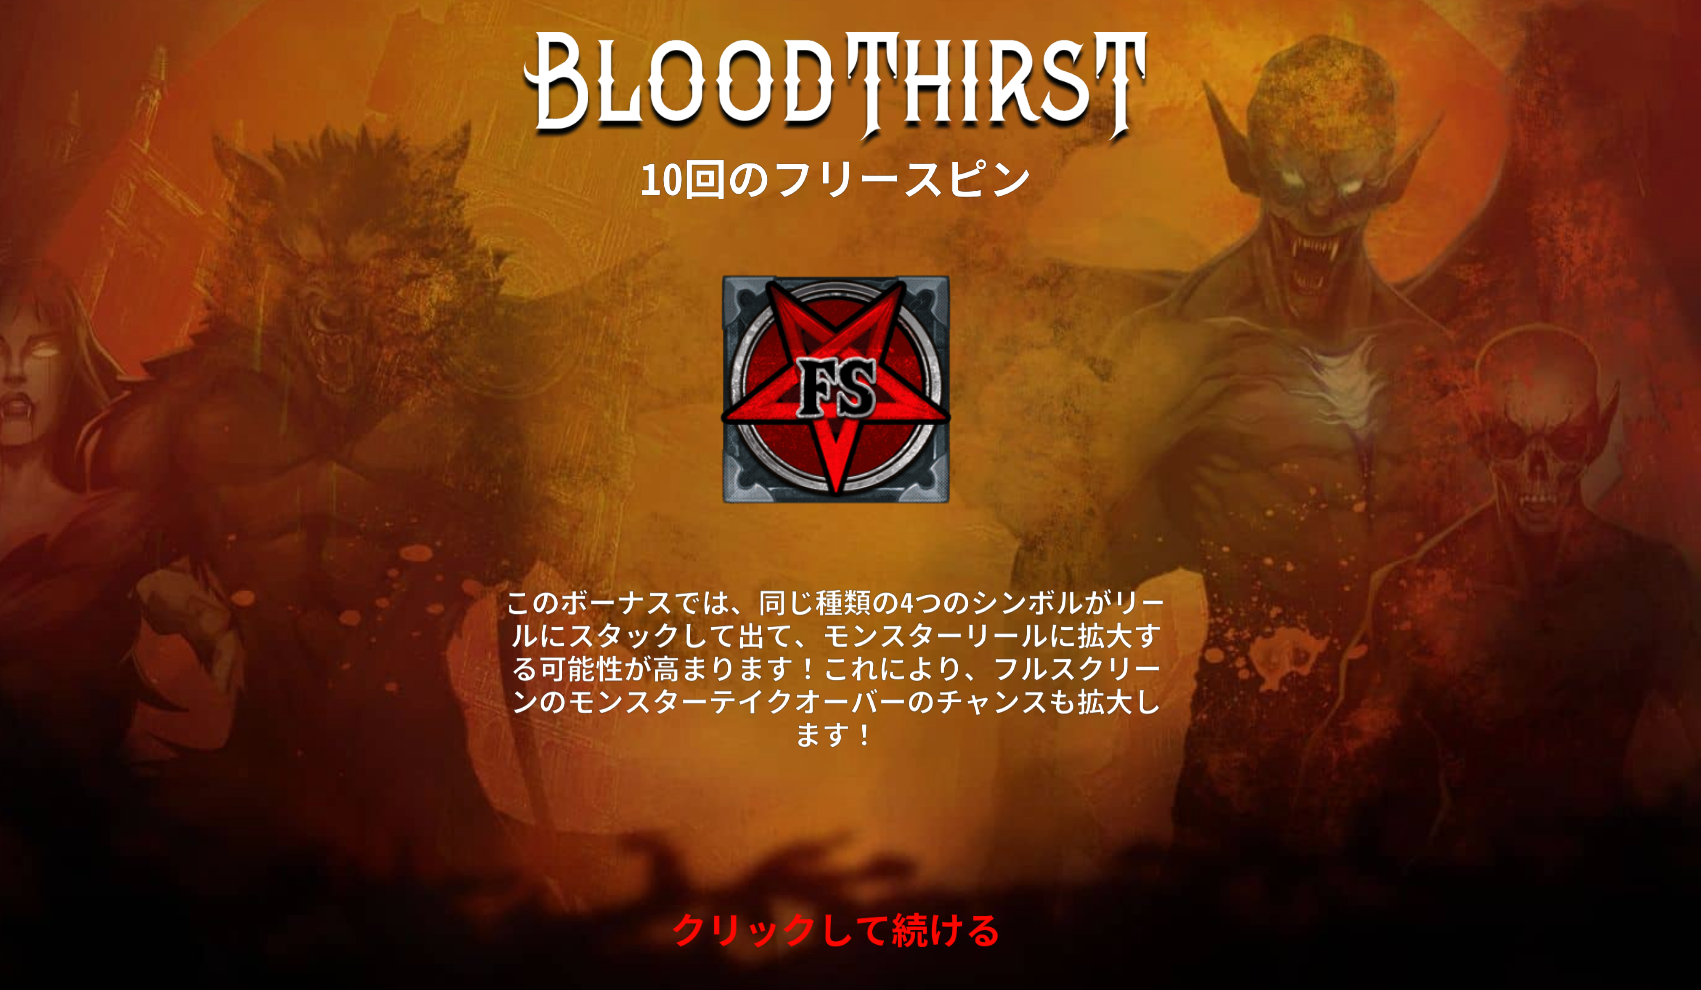 BLOODTHIRST
10回のフリースピン
FS
このボーナスでは、同じ種類の4つのシンボルがリー
ルにスタックして出て、モンスターリールに拡大す
る可能性が高まります！これにより、フルスクリー
ンのモンスターテイクオーバーのチャンスも拡大し
ます！
クリックして続ける